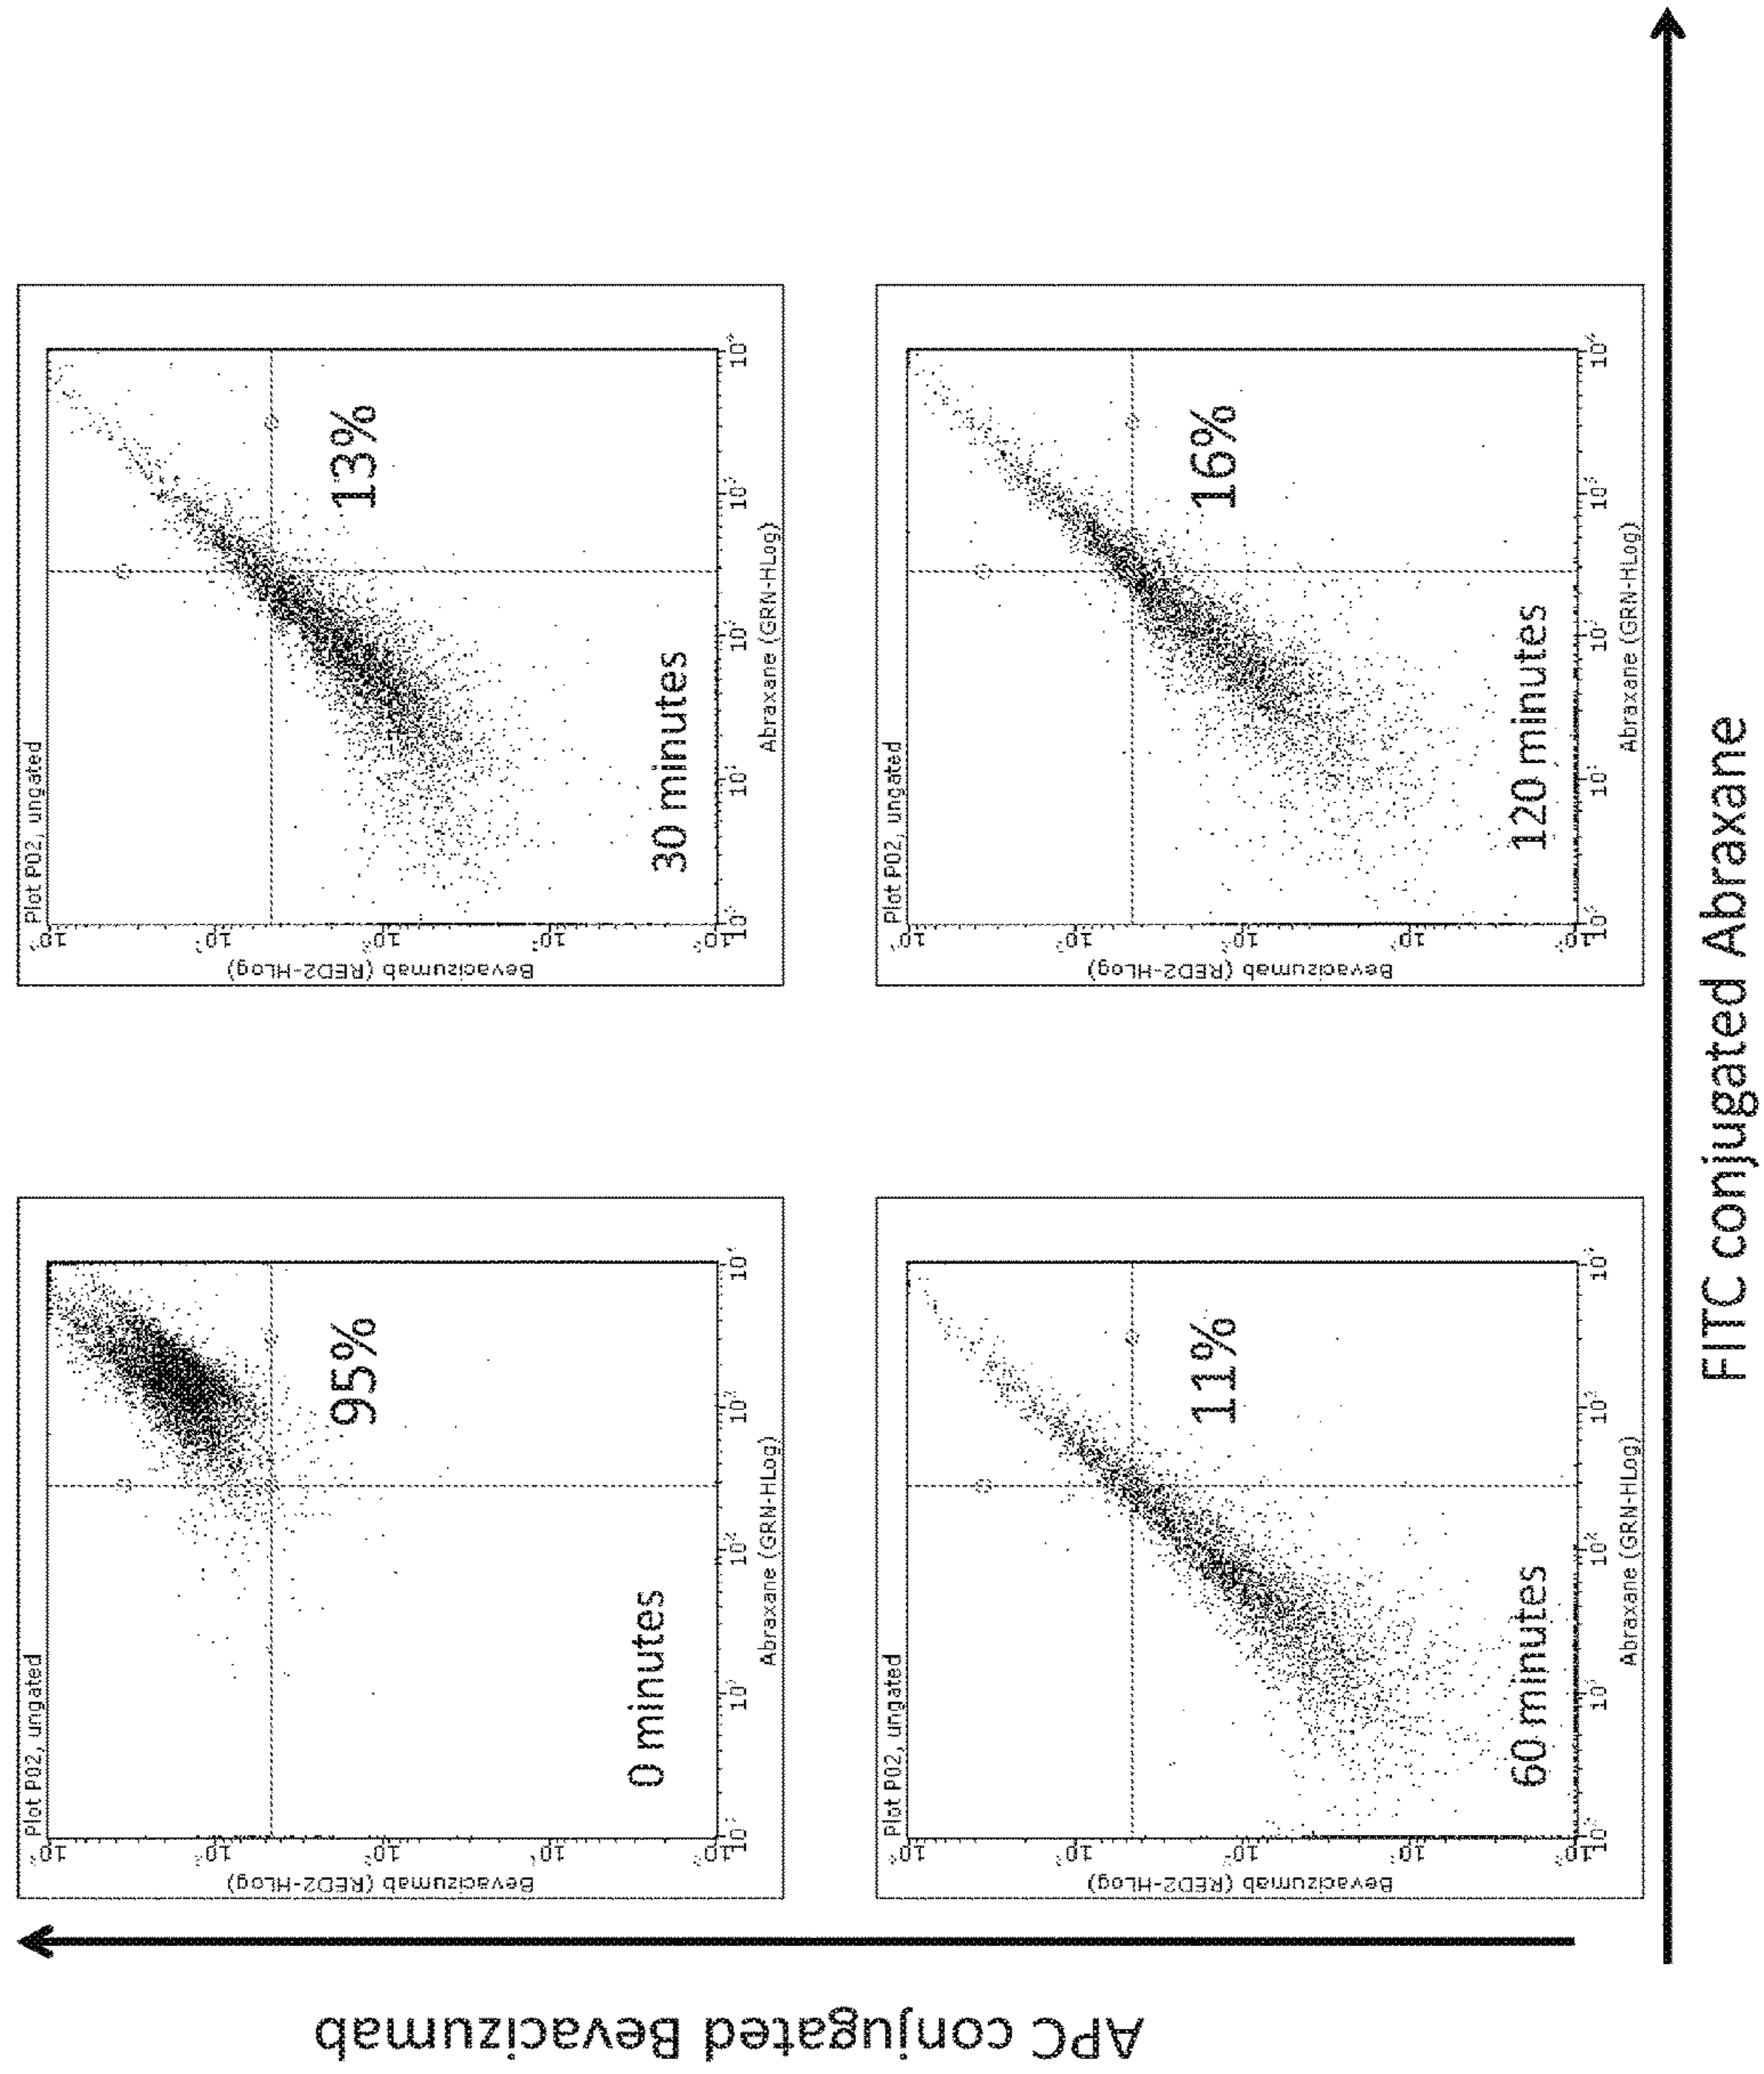 APC conjugated Bevacizumab
Plot P02, ungated
95%
0 minutes
Bevacizumab (RED2-HLog)
Abraxane (GRN-HLog)
Plot P02, ungated
13%
30 minutes
Bevacizumab (RED2-HLog)
Abraxane (GRN-HLog)
Plot P02, ungated
11%
60 minutes
Bevacizumab (RED2-HLog)
Abraxane (GRN-HLog)
Plot P02, ungated
16%
120 minutes
Bevacizumab (RED2-HLog)
Abraxane (GRN-HLog)
FITC conjugated Abraxane